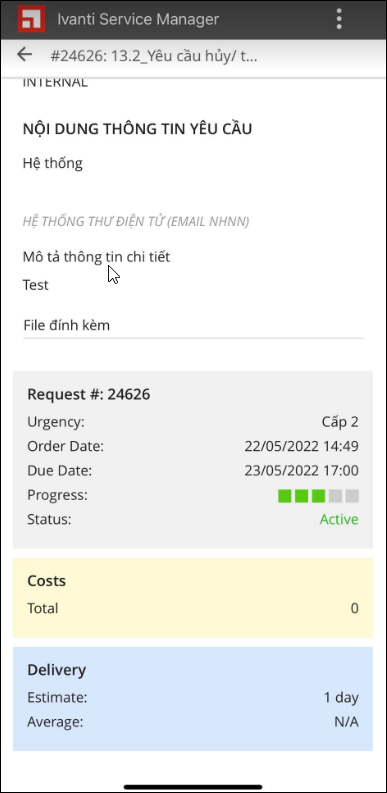 Ivanti Service Manager
#24626: 13.2_Yêu cầu hủy/ t...
INTERNAL
NỘI DUNG THÔNG TIN YÊU CẦU
Hệ thống
HỆ THỐNG THƯ ĐIỆN TỬ (EMAIL NHNN)
Mô tả thông tin chi tiết
Test
File đính kèm
Request #: 24626
Urgency: Cấp 2
Order Date: 22/05/2022 14:49
Due Date: 23/05/2022 17:00
Progress:
Status: Active
Costs
Total 0
Delivery
Estimate: 1 day
Average: N/A